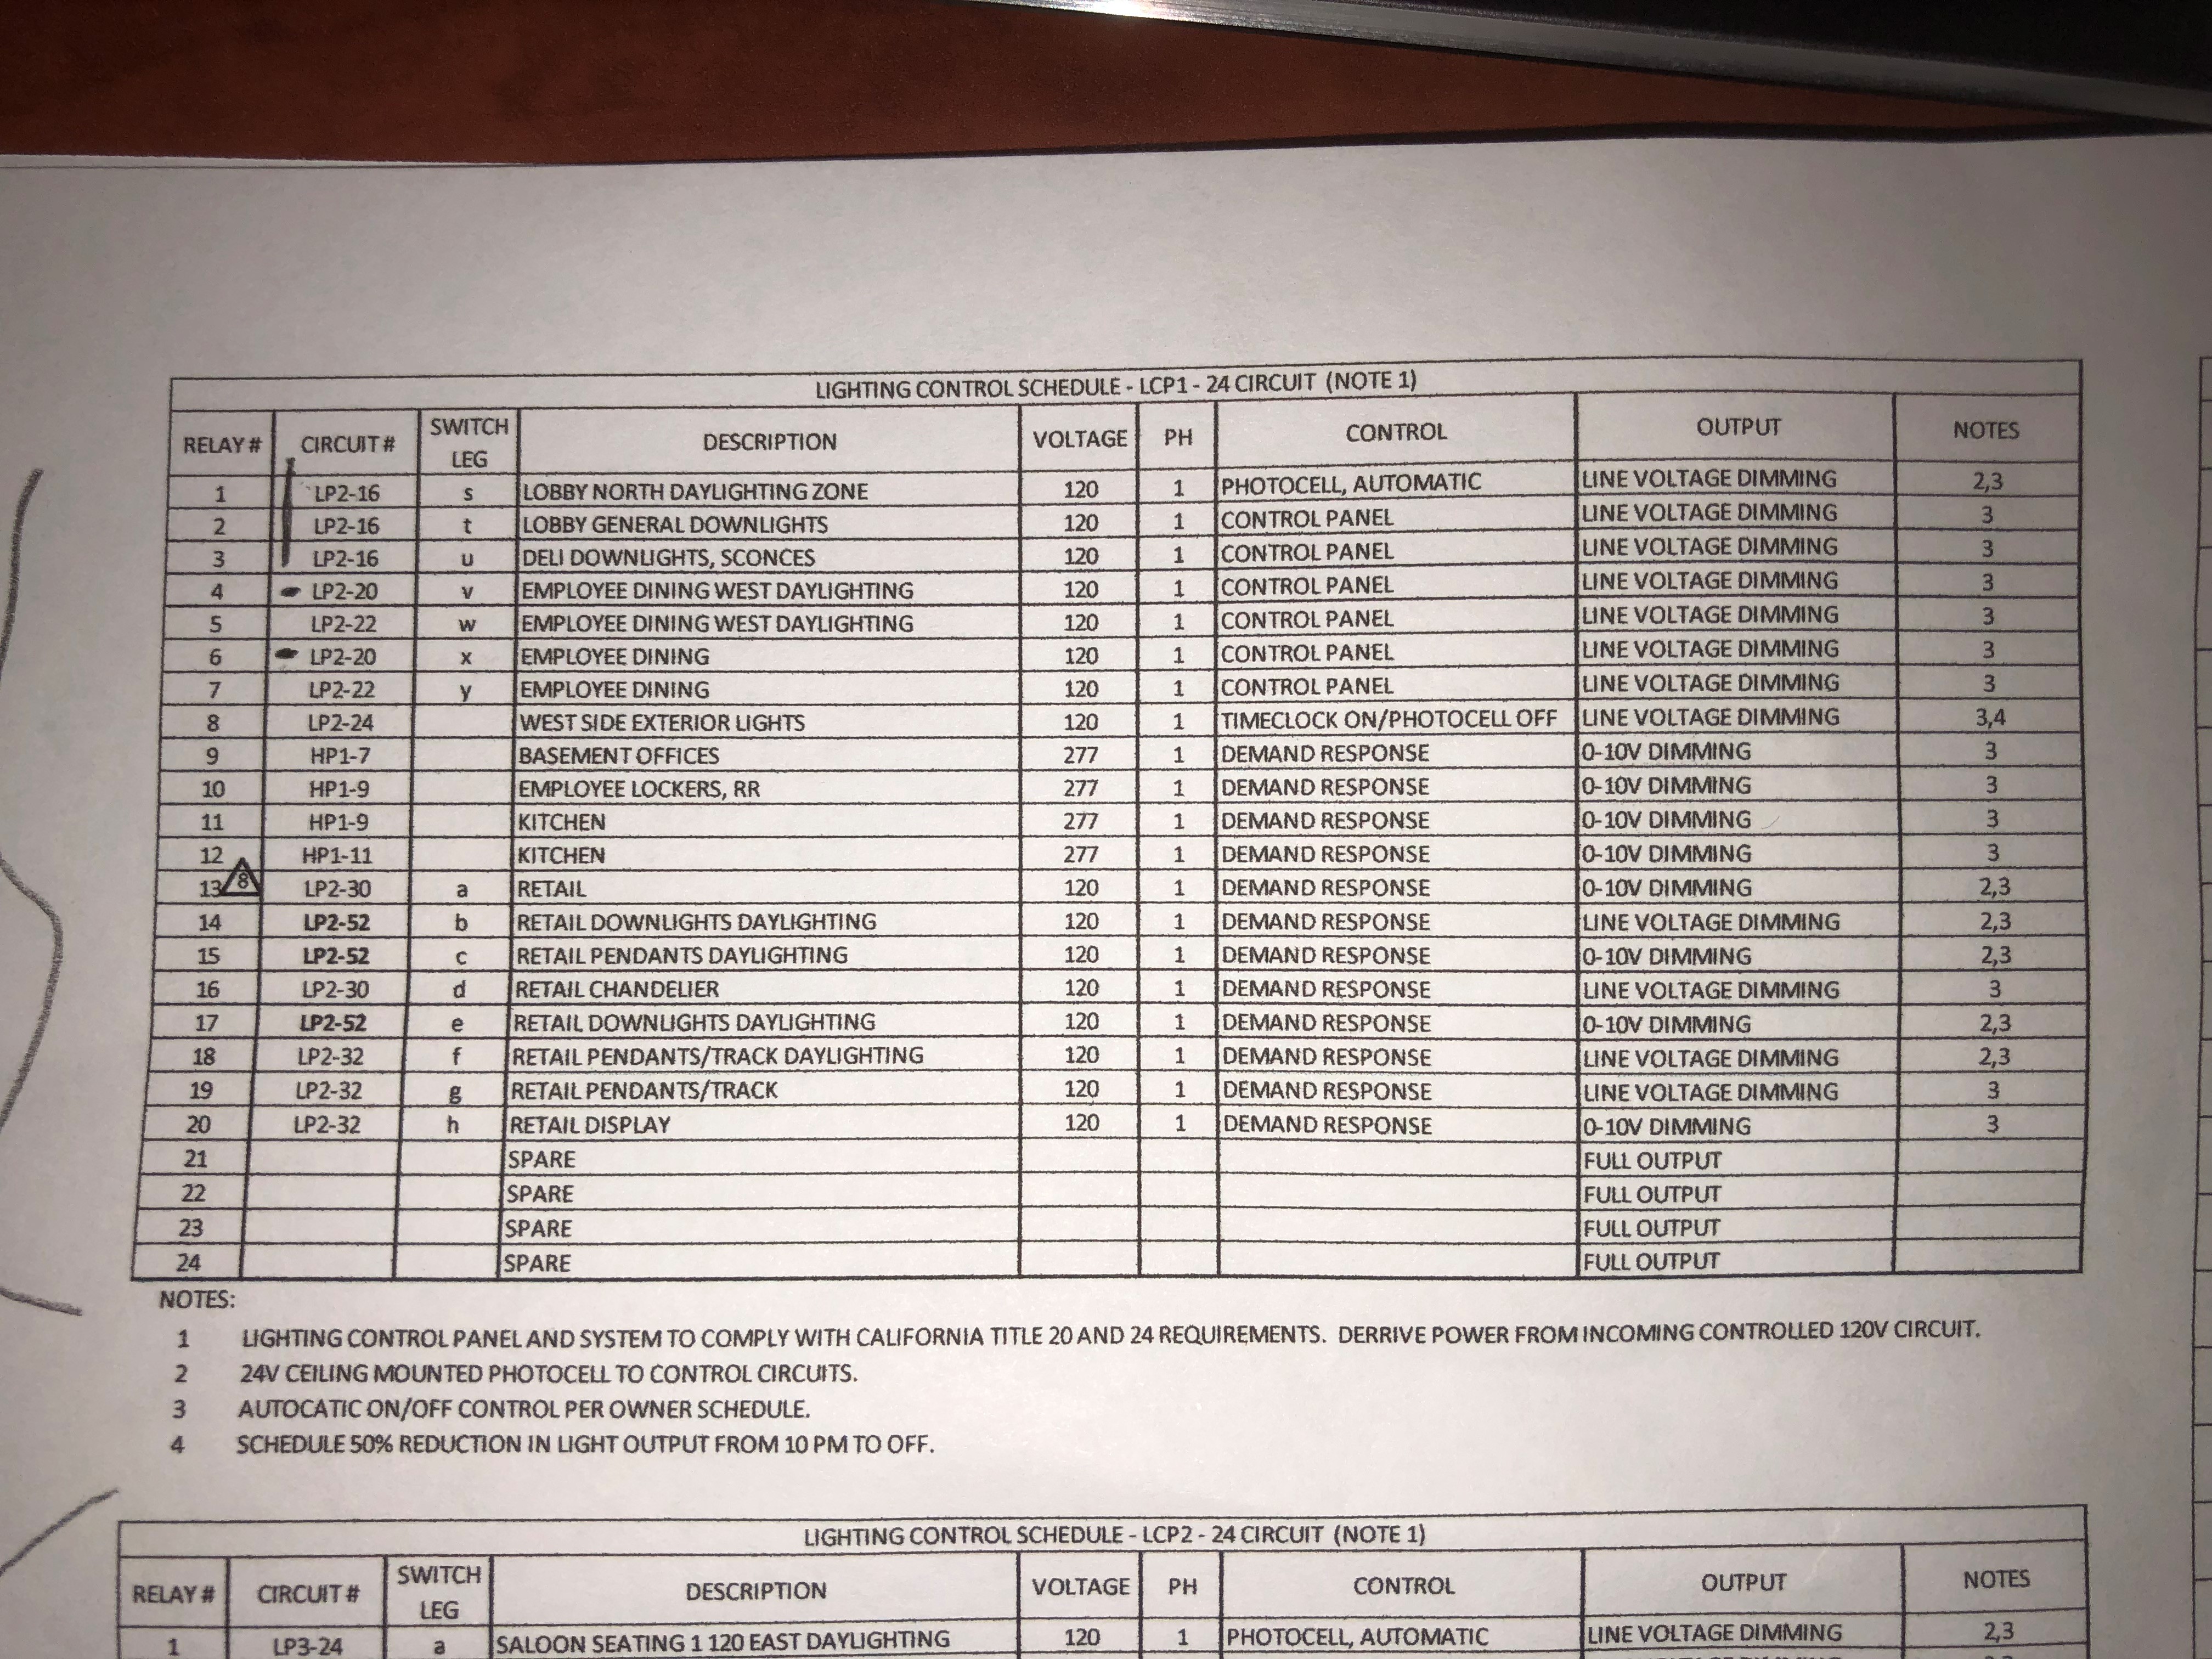 LIGHTING CONTROL SCHEDULE - LCP1 - 24 CIRCUIT (NOTE 1)
RELAY # CIRCUIT # SWITCH LEG DESCRIPTION VOLTAGE PH CONTROL OUTPUT NOTES
1 LP2-16 s LOBBY NORTH DAYLIGHTING ZONE 120 1 PHOTOCELL, AUTOMATIC LINE VOLTAGE DIMMING 2,3
2 LP2-16 t LOBBY GENERAL DOWNLIGHTS 120 1 CONTROL PANEL LINE VOLTAGE DIMMING 3
3 LP2-16 u DELI DOWNLIGHTS, SCONCES 120 1 CONTROL PANEL LINE VOLTAGE DIMMING 3
4 LP2-20 v EMPLOYEE DINING WEST DAYLIGHTING 120 1 CONTROL PANEL LINE VOLTAGE DIMMING 3
5 LP2-22 w EMPLOYEE DINING WEST DAYLIGHTING 120 1 CONTROL PANEL LINE VOLTAGE DIMMING 3
6 LP2-20 x EMPLOYEE DINING 120 1 CONTROL PANEL LINE VOLTAGE DIMMING 3
7 LP2-22 y EMPLOYEE DINING 120 1 CONTROL PANEL LINE VOLTAGE DIMMING 3
8 LP2-24 WEST SIDE EXTERIOR LIGHTS 120 1 TIMECLOCK ON/PHOTOCELL OFF LINE VOLTAGE DIMMING 3,4
9 HP1-7 BASEMENT OFFICES 277 1 DEMAND RESPONSE 0-10V DIMMING 3
10 HP1-9 EMPLOYEE LOCKERS, RR 277 1 DEMAND RESPONSE 0-10V DIMMING 3
11 HP1-9 KITCHEN 277 1 DEMAND RESPONSE 0-10V DIMMING 3
12 HP1-11 KITCHEN 277 1 DEMAND RESPONSE 0-10V DIMMING 3
13 8 LP2-30 a RETAIL 120 1 DEMAND RESPONSE 0-10V DIMMING 2,3
14 LP2-52 b RETAIL DOWNLIGHTS DAYLIGHTING 120 1 DEMAND RESPONSE LINE VOLTAGE DIMMING 2,3
15 LP2-52 c RETAIL PENDANTS DAYLIGHTING 120 1 DEMAND RESPONSE 0-10V DIMMING 2,3
16 LP2-30 d RETAIL CHANDELIER 120 1 DEMAND RESPONSE LINE VOLTAGE DIMMING 3
17 LP2-52 e RETAIL DOWNLIGHTS DAYLIGHTING 120 1 DEMAND RESPONSE 0-10V DIMMING 2,3
18 LP2-32 f RETAIL PENDANTS/TRACK DAYLIGHTING 120 1 DEMAND RESPONSE LINE VOLTAGE DIMMING 2,3
19 LP2-32 g RETAIL PENDANTS/TRACK 120 1 DEMAND RESPONSE LINE VOLTAGE DIMMING 3
20 LP2-32 h RETAIL DISPLAY 120 1 DEMAND RESPONSE 0-10V DIMMING 3
21 SPARE FULL OUTPUT
22 SPARE FULL OUTPUT
23 SPARE FULL OUTPUT
24 SPARE FULL OUTPUT
NOTES:
1 LIGHTING CONTROL PANEL AND SYSTEM TO COMPLY WITH CALIFORNIA TITLE 20 AND 24 REQUIREMENTS. DERRIVE POWER FROM INCOMING CONTROLLED 120V CIRCUIT.
2 24V CEILING MOUNTED PHOTOCELL TO CONTROL CIRCUITS.
3 AUTOCATIC ON/OFF CONTROL PER OWNER SCHEDULE.
4 SCHEDULE 50% REDUCTION IN LIGHT OUTPUT FROM 10 PM TO OFF.
LIGHTING CONTROL SCHEDULE - LCP2 - 24 CIRCUIT (NOTE 1)
RELAY # CIRCUIT # SWITCH LEG DESCRIPTION VOLTAGE PH CONTROL OUTPUT NOTES
1 LP3-24 a SALOON SEATING 1 120 EAST DAYLIGHTING 120 1 PHOTOCELL, AUTOMATIC LINE VOLTAGE DIMMING 2,3